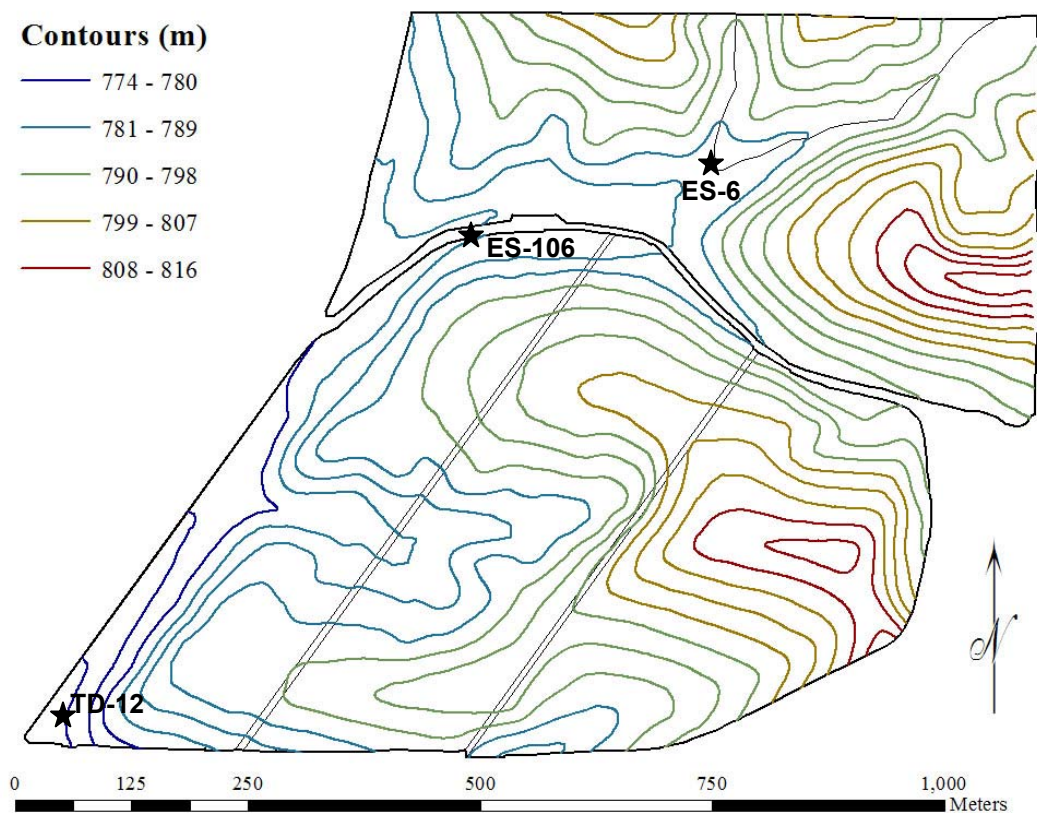 Contours (m)
774 - 780
781 - 789
790 - 798
799 - 807
808 - 816
ES-6
ES-106
TD-12
N
0 125 250 500 750 1,000
Meters